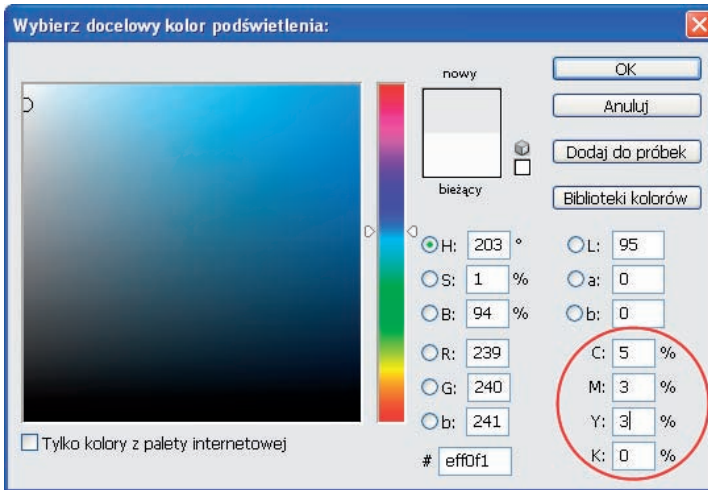 Wybierz docelowy kolor podświetlenia:
nowy
bieżący
OK
Anuluj
Dodaj do próbek
Biblioteki kolorów
H: 203 °
S: 1 %
B: 94 %
R: 239
G: 240
b: 241
# eff0f1
L: 95
a: 0
b: 0
C: 5 %
M: 3 %
Y: 3 %
K: 0 %
Tylko kolory z palety internetowej